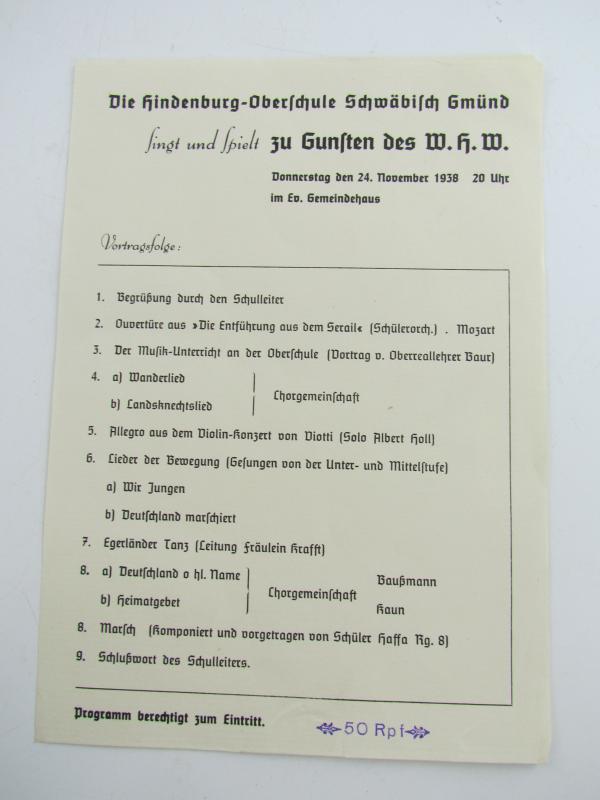 Die Hindenburg-Oberschule Schwäbisch Gmünd
singt und spielt zu Gunsten des W.H.W.
Donnerstag den 24. November 1938 20 Uhr
im Ev. Gemeindehaus
Vortragsfolge:
1. Begrüßung durch den Schulleiter
2. Ouvertüre aus »Die Entführung aus dem Serail« (Schülerorch.) . Mozart
3. Der Musik-Unterricht an der Oberschule (Vortrag v. Oberreallehrer Baur)
4. a) Wanderlied
b) Landsknechtslied
Chorgemeinschaft
5. Allegro aus dem Violin-Konzert von Viotti (Solo Albert Holl)
6. Lieder der Bewegung (Gesungen von der Unter- und Mittelstufe)
a) Wir Jungen
b) Deutschland marschiert
7. Egerländer Tanz (Leitung Fräulein Krafft)
8. a) Deutschland o hl. Name
b) Heimatgebet
Chorgemeinschaft
Baußmann
Kaun
8. Marsch (Komponiert und vorgetragen von Schüler Haffa Kg. 8)
9. Schlußwort des Schulleiters.
Programm berechtigt zum Eintritt.
50 Rpf